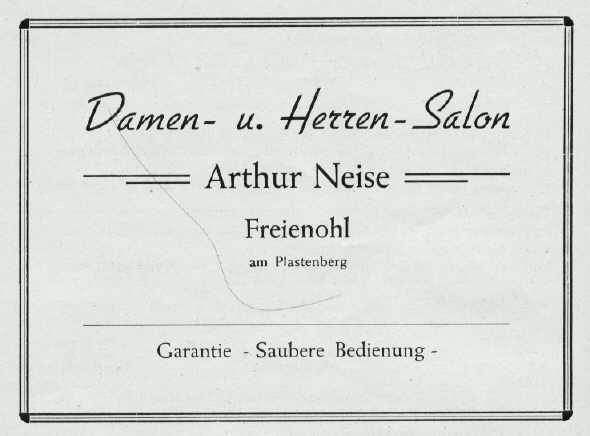 Damen- u. Herren-Salon
Arthur Neise
Freienohl
am Plastenberg
Garantie - Saubere Bedienung -